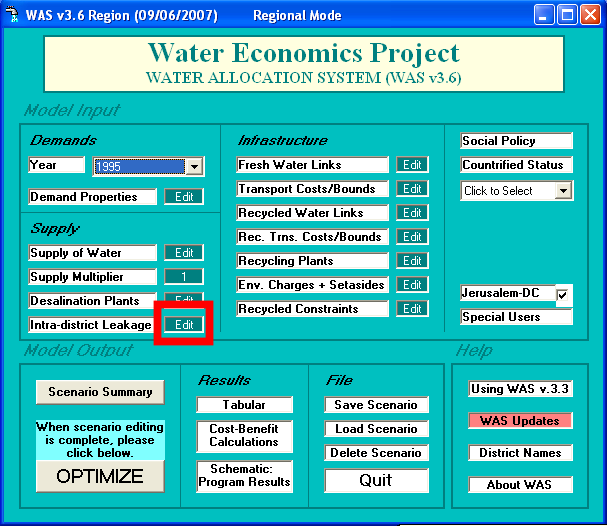 WAS v3.6 Region (09/06/2007) Regional Mode
Water Economics Project
WATER ALLOCATION SYSTEM (WAS v3.6)
Model Input
Demands
Year 1995
Demand Properties Edit
Supply
Supply of Water Edit
Supply Multiplier 1
Desalination Plants Edit
Intra-district Leakage Edit
Infrastructure
Fresh Water Links Edit
Transport Costs/Bounds Edit
Recycled Water Links Edit
Rec. Trns. Costs/Bounds Edit
Recycling Plants Edit
Env. Charges + Setasides Edit
Recycled Constraints Edit
Social Policy
Countrified Status
Click to Select
Jerusalem-DC
Special Users
Model Output
Scenario Summary
When scenario editing
is complete, please
click below.
OPTIMIZE
Results
Tabular
Cost-Benefit
Calculations
Schematic:
Program Results
File
Save Scenario
Load Scenario
Delete Scenario
Quit
Help
Using WAS v.3.3
WAS Updates
District Names
About WAS